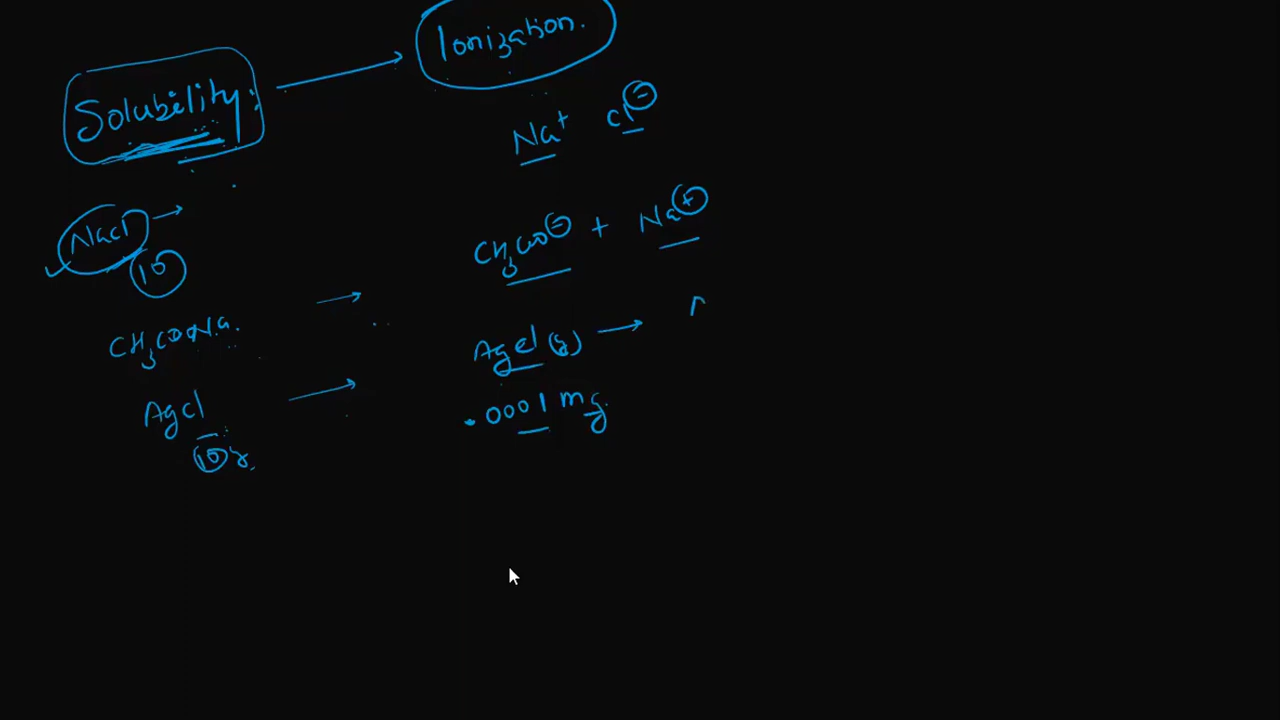 Ionization.
Solubility:
Na⁺ Cl⁻
NaCl →
10
CH₃COO⁻ + Na⁺
CH₃COONa. →
AgCl →
AgCl (s) →
.0001 mg.
10 g.